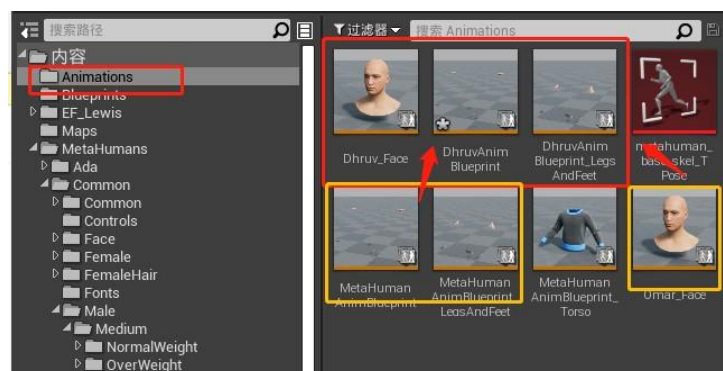 搜索路径
内容
Animations
Blueprints
EF_Lewis
Maps
MetaHumans
Ada
Common
Common
Controls
Face
Female
FemaleHair
Fonts
Male
Medium
NormalWeight
OverWeight
过滤器
搜索 Animations
Dhruv_Face
DhruvAnim
Blueprint
DhruvAnim
Blueprint_Legs
AndFeet
metahuman_
base_skel_T
Pose
MetaHuman
AnimBlueprint
MetaHuman
AnimBlueprint_
LegsAndFeet
MetaHuman
AnimBlueprint_
Torso
Omar_Face